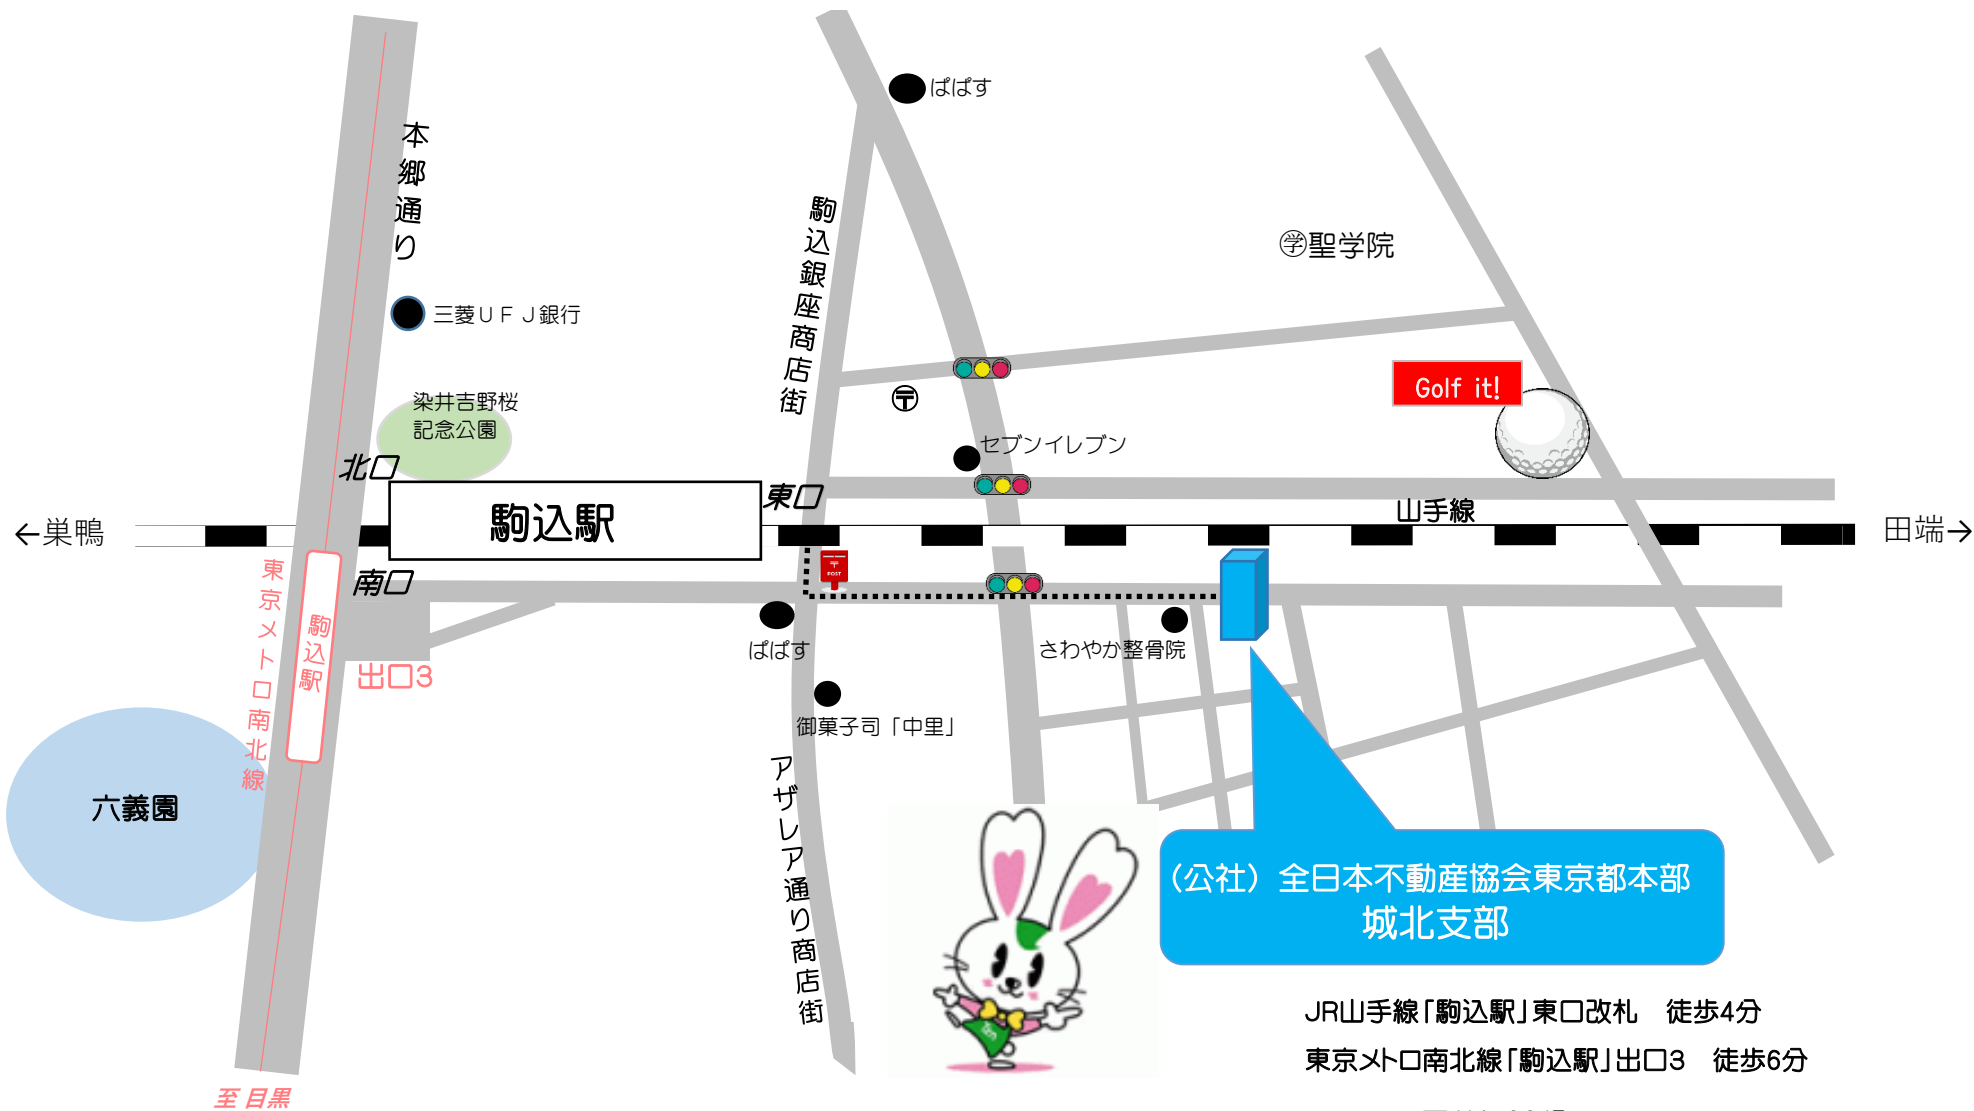 ぱぱす
本郷通り
駒込銀座商店街
㊫聖学院
三菱ＵＦＪ銀行
Golf it!
染井吉野桜
記念公園
〒
セブンイレブン
北口
東口
駒込駅
山手線
←巣鴨
田端→
南口
〒
POST
東京メトロ南北線
駒込駅
出口3
ぱぱす
さわやか整骨院
御菓子司「中里」
アザレア通り商店街
六義園
（公社）全日本不動産協会東京都本部
城北支部
JR山手線「駒込駅」東口改札　徒歩4分
東京メトロ南北線「駒込駅」出口3　徒歩6分
至 目黒